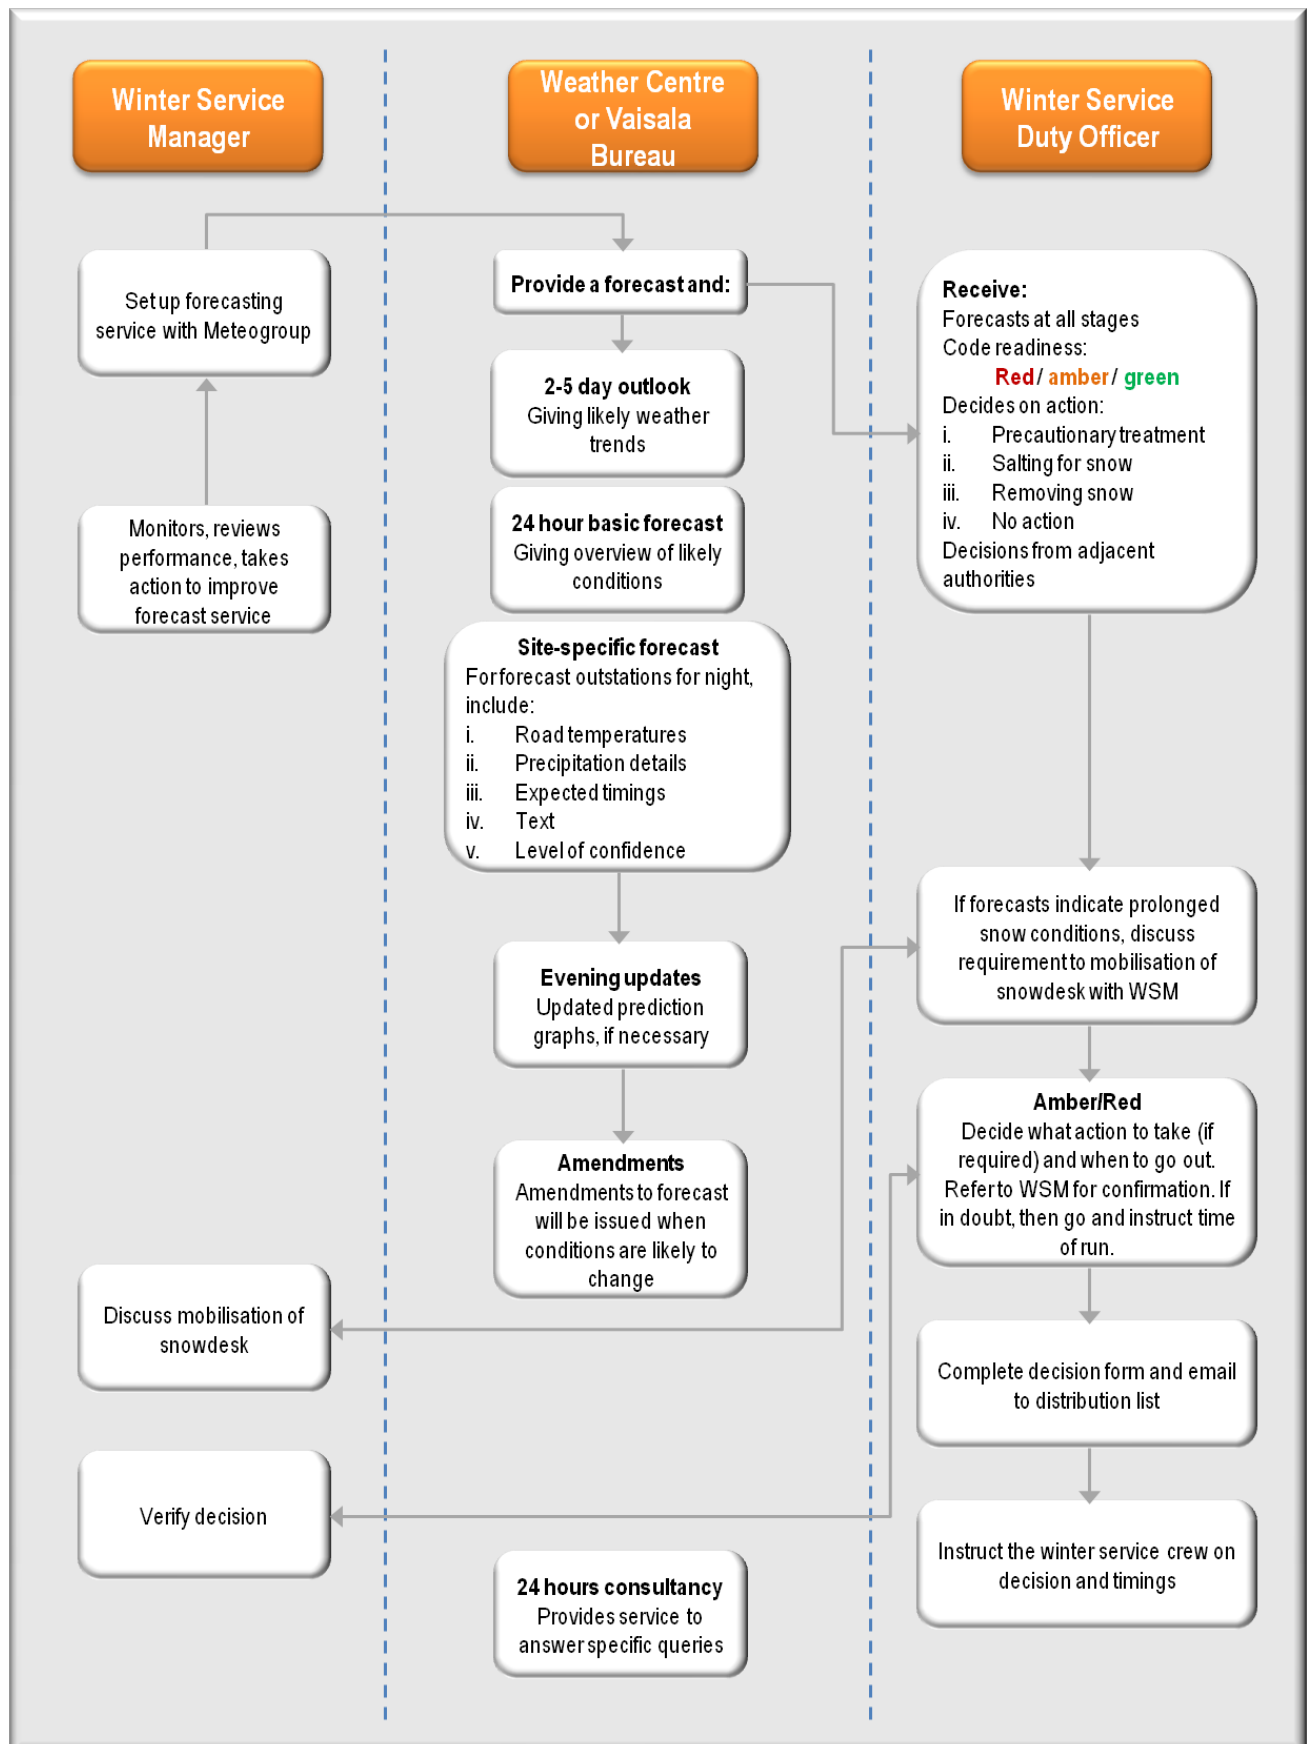 Winter Service
Manager
Weather Centre
or Vaisala
Bureau
Winter Service
Duty Officer
Set up forecasting
service with Meteogroup
Monitors, reviews
performance, takes
action to improve
forecast service
Discuss mobilisation of
snowdesk
Verify decision
Provide a forecast and:
2-5 day outlook
Giving likely weather
trends
24 hour basic forecast
Giving overview of likely
conditions
Site-specific forecast
For forecast outstations for night,
include:
i. Road temperatures
ii. Precipitation details
iii. Expected timings
iv. Text
v. Level of confidence
Evening updates
Updated prediction
graphs, if necessary
Amendments
Amendments to forecast
will be issued when
conditions are likely to
change
24 hours consultancy
Provides service to
answer specific queries
Receive:
Forecasts at all stages
Code readiness:
Red / amber / green
Decides on action:
i. Precautionary treatment
ii. Salting for snow
iii. Removing snow
iv. No action
Decisions from adjacent
authorities
If forecasts indicate prolonged
snow conditions, discuss
requirement to mobilisation of
snowdesk with WSM
Amber/Red
Decide what action to take (if
required) and when to go out.
Refer to WSM for confirmation. If
in doubt, then go and instruct time
of run.
Complete decision form and email
to distribution list
Instruct the winter service crew on
decision and timings